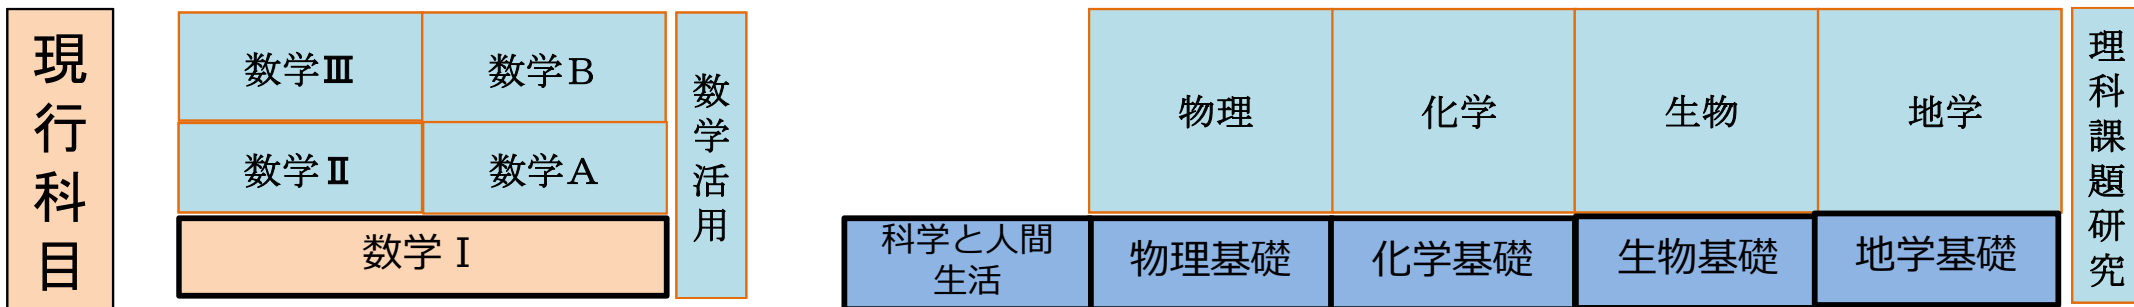 現行科目
数学Ⅲ
数学B
数学Ⅱ
数学A
数学Ⅰ
数学活用
物理
化学
生物
地学
科学と人間
生活
物理基礎
化学基礎
生物基礎
地学基礎
理科課題研究